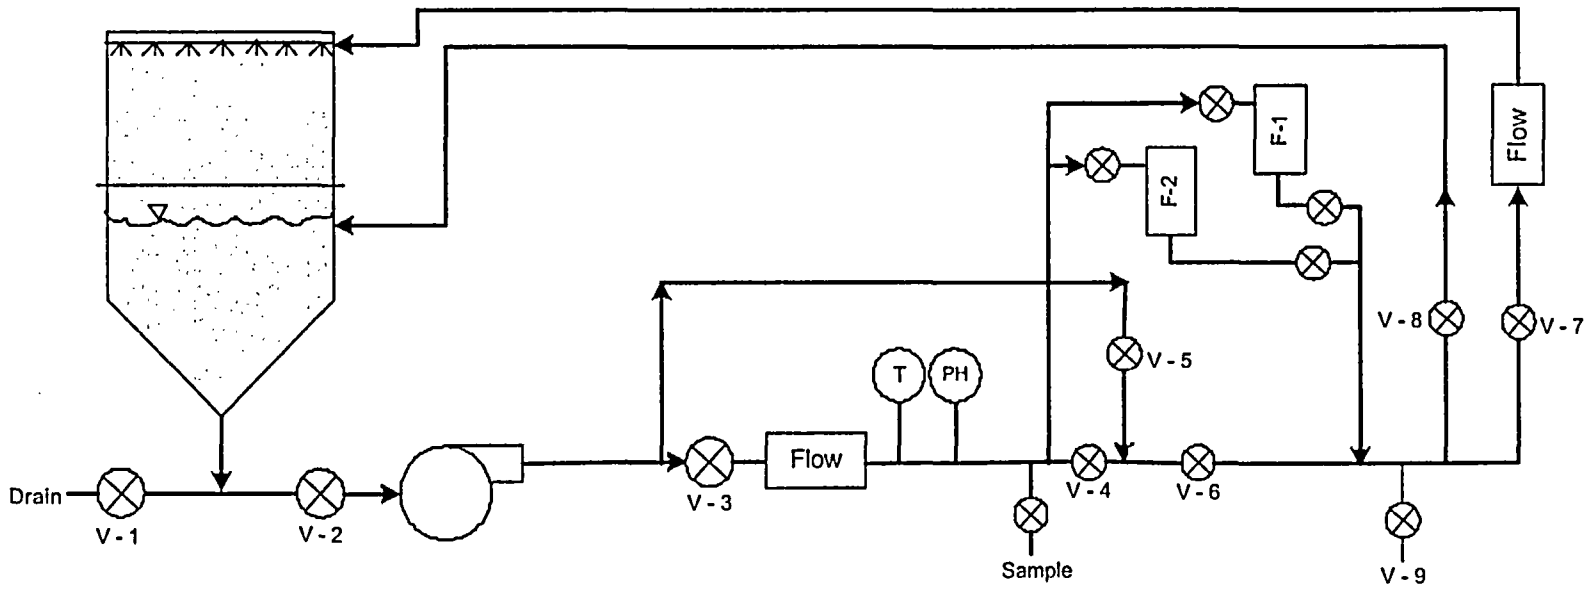 F-1
Flow
F-2
V - 8
V - 7
V - 5
T
PH
Flow
Drain
V - 1
V - 2
V - 3
V - 4
V - 6
Sample
V - 9